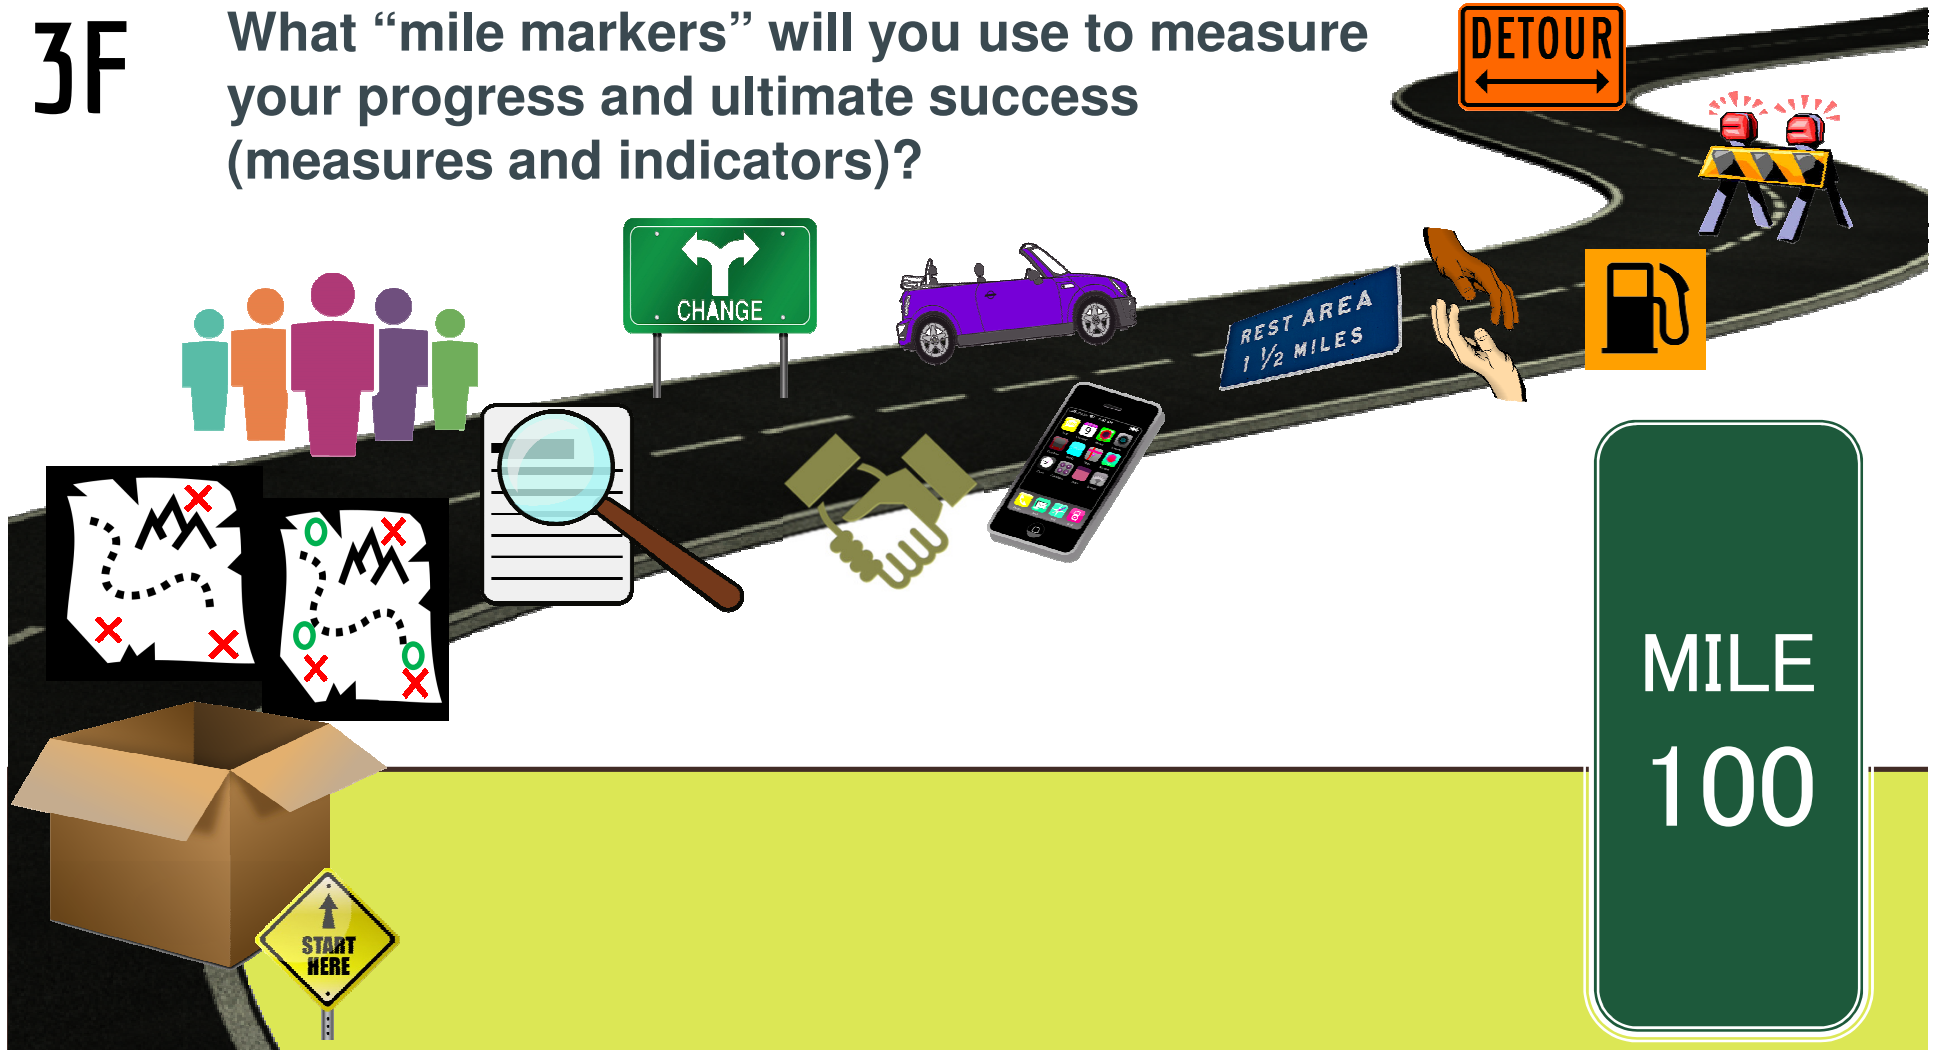 3F
What “mile markers” will you use to measure
your progress and ultimate success
(measures and indicators)?
DETOUR
CHANGE
REST AREA
1 ½ MILES
MILE
100
START
HERE